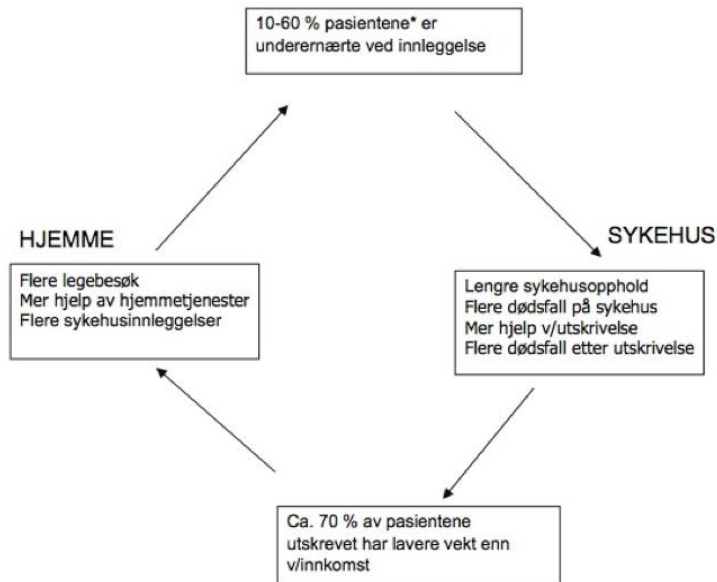 10-60 % pasientene* er
underernærte ved innleggelse
HJEMME
Flere legebesøk
Mer hjelp av hjemmetjenester
Flere sykehusinnleggelser
SYKEHUS
Lengre sykehusopphold
Flere dødsfall på sykehus
Mer hjelp v/utskrivelse
Flere dødsfall etter utskrivelse
Ca. 70 % av pasientene
utskrevet har lavere vekt enn
v/innkomst